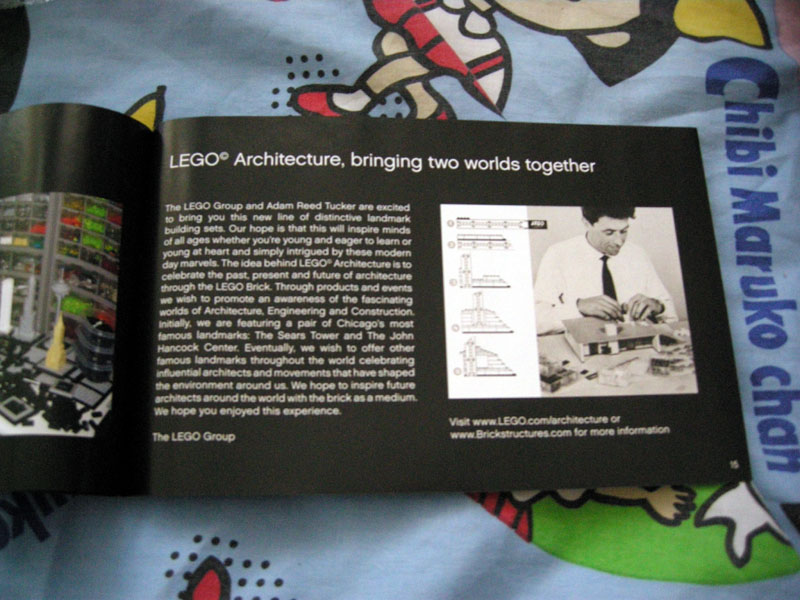 LEGO© Architecture, bringing two worlds together
The LEGO Group and Adam Reed Tucker are excited
to bring you this new line of distinctive landmark
building sets. Our hope is that this will inspire minds
of all ages whether you're young and eager to learn or
young at heart and simply intrigued by these modern
day marvels. The idea behind LEGO© Architecture is to
celebrate the past, present and future of architecture
through the LEGO Brick. Through products and events
we wish to promote an awareness of the fascinating
worlds of Architecture, Engineering and Construction.
Initially, we are featuring a pair of Chicago's most
famous landmarks: The Sears Tower and The John
Hancock Center. Eventually, we wish to offer other
famous landmarks throughout the world celebrating
influential architects and movements that have shaped
the environment around us. We hope to inspire future
architects around the world with the brick as a medium.
We hope you enjoyed this experience.
The LEGO Group
LEGO
Visit www.LEGO.com/architecture or
www.Brickstructures.com for more information
15
Chibi Maruko chan